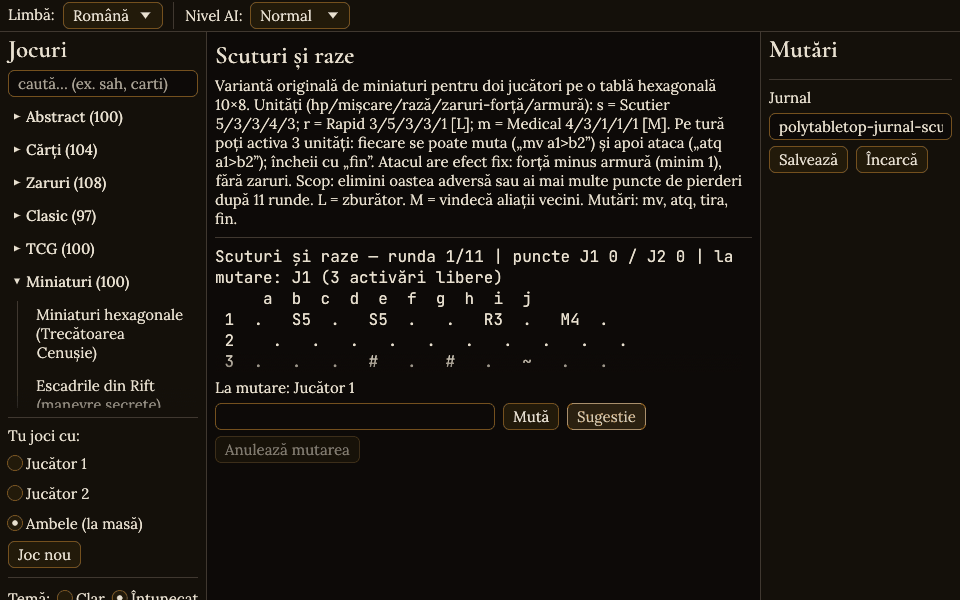 Limbă: Română ▼ Nivel AI: Normal ▼
Jocuri
caută... (ex. sah, carti)
▸ Abstract (100)
▸ Cărți (104)
▸ Zaruri (108)
▸ Clasic (97)
▸ TCG (100)
▾ Miniaturi (100)
Miniaturi hexagonale
(Trecătoarea
Cenușie)
Escadrile din Rift
(manevre secrete)
Tu joci cu:
Jucător 1
Jucător 2
Ambele (la masă)
Joc nou
Temă: Clar Întunecat
Scuturi și raze
Variantă originală de miniaturi pentru doi jucători pe o tablă hexagonală
10×8. Unități (hp/mișcare/rază/zaruri-forță/armură): s = Scutier
5/3/3/4/3; r = Rapid 3/5/3/3/1 [L]; m = Medical 4/3/1/1/1 [M]. Pe tură
poți activa 3 unități: fiecare se poate muta („mv a1>b2”) și apoi ataca („atq
a1>b2”); închei cu „fin”. Atacul are efect fix: forță minus armură (minim 1),
fără zaruri. Scop: elimini oastea adversă sau ai mai multe puncte de pierderi
după 11 runde. L = zburător. M = vindecă aliații vecini. Mutări: mv, atq, tira,
fin.
Scuturi și raze — runda 1/11 | puncte J1 0 / J2 0 | la
mutare: J1 (3 activări libere)
a b c d e f g h i j
1 . S5 . S5 . . R3 . M4 .
2 . . . . . . . . . .
3 . . . # . # . ~ . .
La mutare: Jucător 1
Mută Sugestie
Anulează mutarea
Mutări
Jurnal
polytabletop-jurnal-scu
Salvează Încarcă